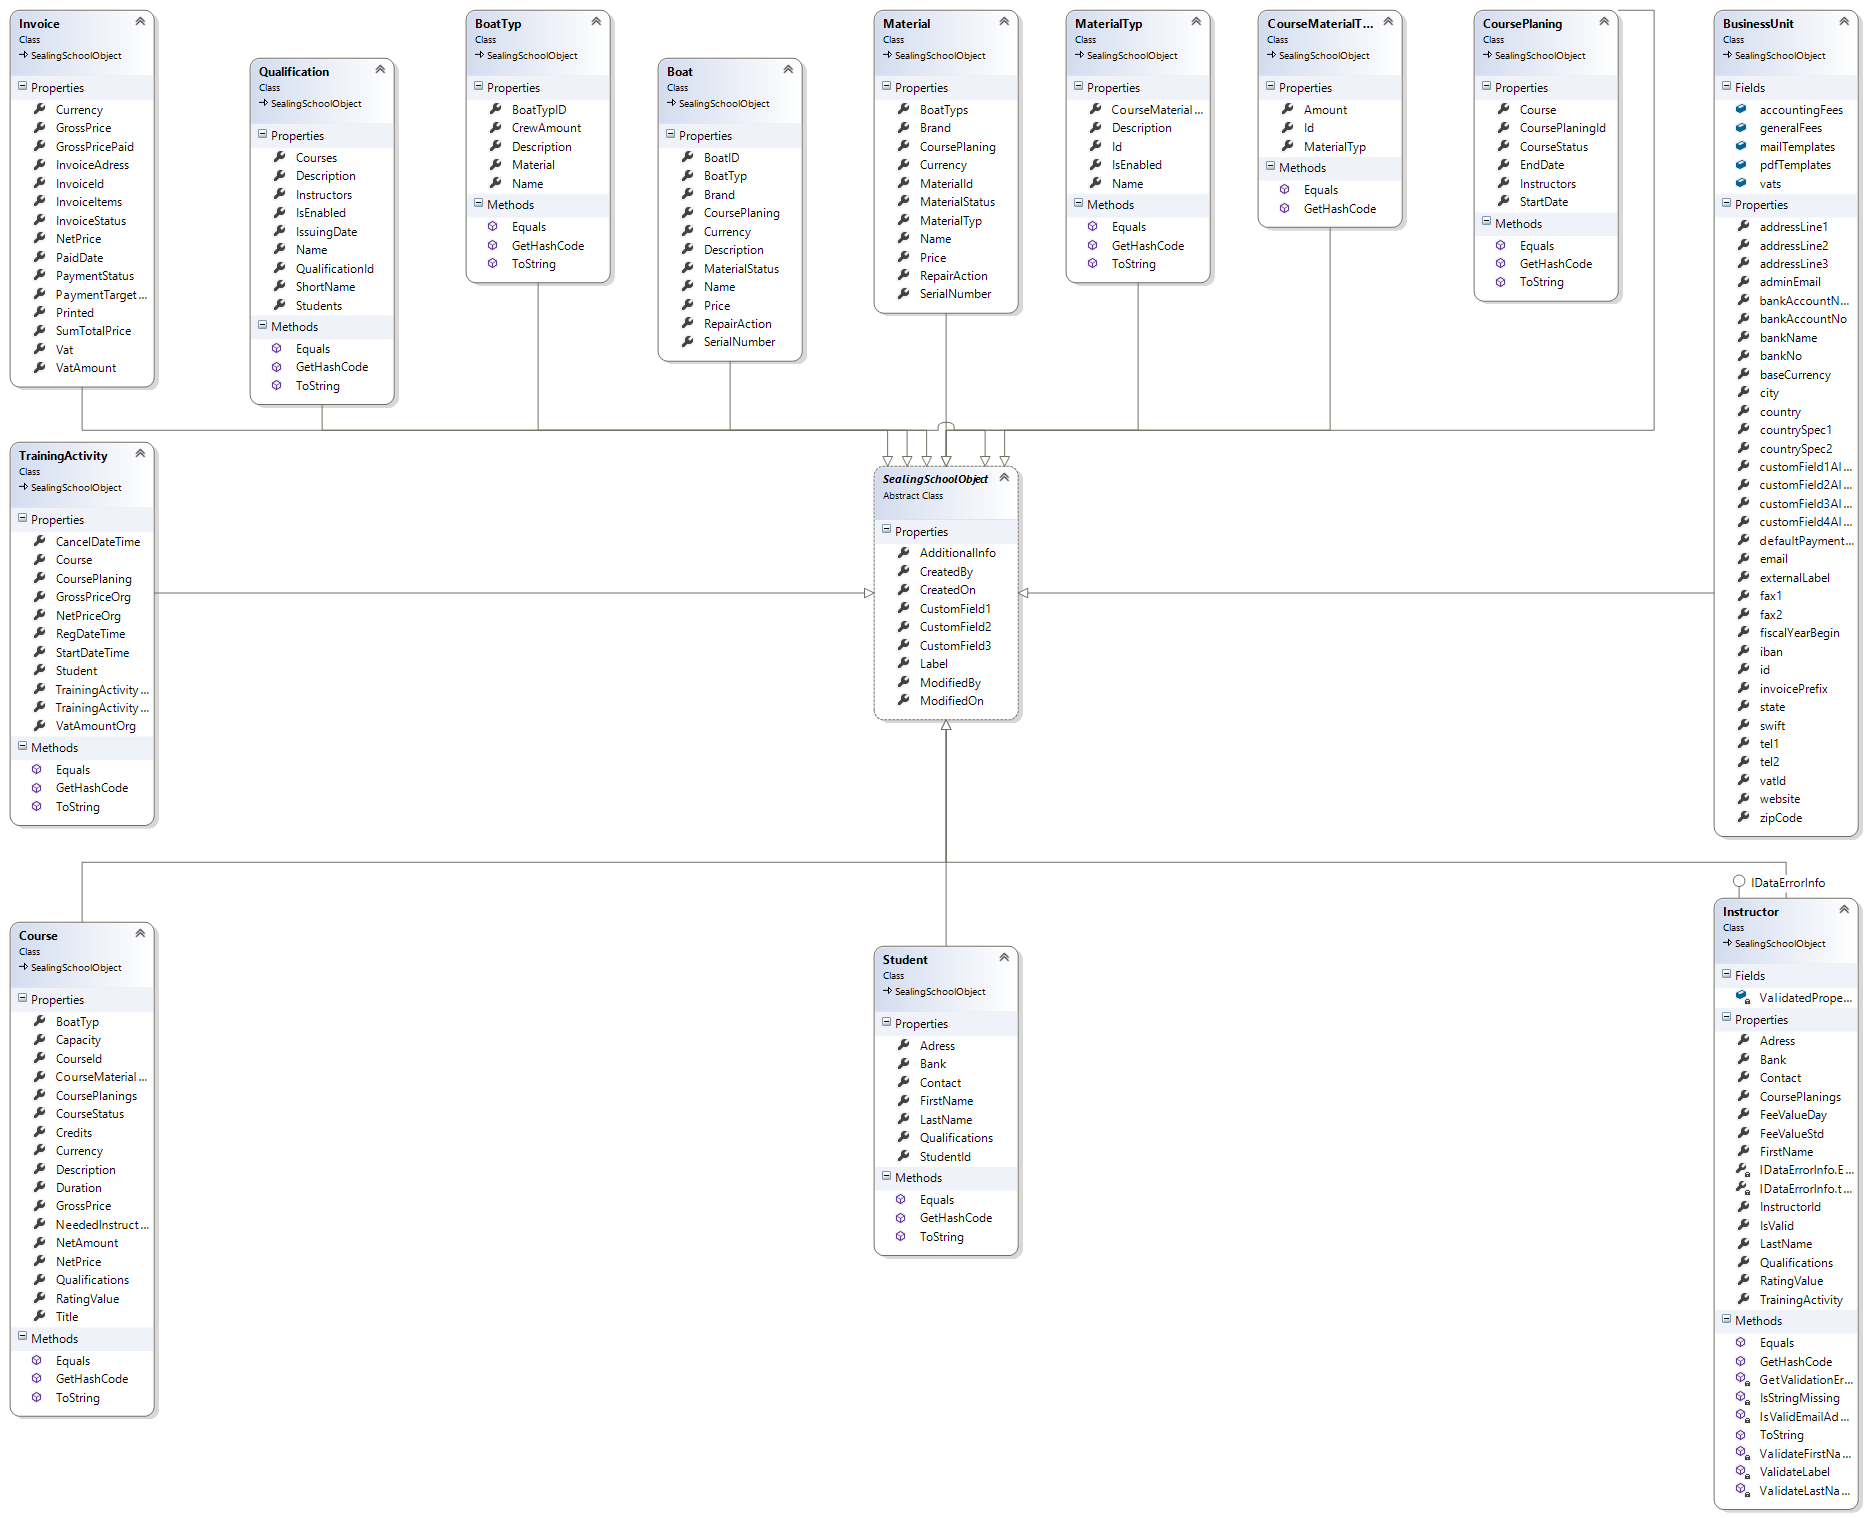 Invoice
Class
SealingSchoolObject
Properties
Currency
GrossPrice
GrossPricePaid
InvoiceAdress
InvoiceId
InvoiceItems
InvoiceStatus
NetPrice
PaidDate
PaymentStatus
PaymentTarget...
Printed
SumTotalPrice
Vat
VatAmount
Qualification
Class
SealingSchoolObject
Properties
Courses
Description
Instructors
IsEnabled
IssuingDate
Name
QualificationId
ShortName
Students
Methods
Equals
GetHashCode
ToString
BoatTyp
Class
SealingSchoolObject
Properties
BoatTypID
CrewAmount
Description
Material
Name
Methods
Equals
GetHashCode
ToString
Boat
Class
SealingSchoolObject
Properties
BoatID
BoatTyp
Brand
CoursePlaning
Currency
Description
MaterialStatus
Name
Price
RepairAction
SerialNumber
Material
Class
SealingSchoolObject
Properties
BoatTyps
Brand
CoursePlaning
Currency
MaterialId
MaterialStatus
MaterialTyp
Name
Price
RepairAction
SerialNumber
MaterialTyp
Class
SealingSchoolObject
Properties
CourseMaterial...
Description
Id
IsEnabled
Name
Methods
Equals
GetHashCode
ToString
CourseMaterialT...
Class
SealingSchoolObject
Properties
Amount
Id
MaterialTyp
Methods
Equals
GetHashCode
CoursePlaning
Class
SealingSchoolObject
Properties
Course
CoursePlaningId
CourseStatus
EndDate
Instructors
StartDate
Methods
Equals
GetHashCode
ToString
BusinessUnit
Class
SealingSchoolObject
Fields
accountingFees
generalFees
mailTemplates
pdfTemplates
vats
Properties
addressLine1
addressLine2
addressLine3
adminEmail
bankAccountN...
bankAccountNo
bankName
bankNo
baseCurrency
city
country
countrySpec1
countrySpec2
customField1Al...
customField2Al...
customField3Al...
customField4Al...
defaultPayment...
email
externalLabel
fax1
fax2
fiscalYearBegin
iban
id
invoicePrefix
state
swift
tel1
tel2
vatId
website
zipCode
TrainingActivity
Class
SealingSchoolObject
Properties
CancelDateTime
Course
CoursePlaning
GrossPriceOrg
NetPriceOrg
RegDateTime
StartDateTime
Student
TrainingActivity...
TrainingActivity...
VatAmountOrg
Methods
Equals
GetHashCode
ToString
SealingSchoolObject
Abstract Class
Properties
AdditionalInfo
CreatedBy
CreatedOn
CustomField1
CustomField2
CustomField3
Label
ModifiedBy
ModifiedOn
Course
Class
SealingSchoolObject
Properties
BoatTyp
Capacity
CourseId
CourseMaterial...
CoursePlanings
CourseStatus
Credits
Currency
Description
Duration
GrossPrice
NeededInstruct...
NetAmount
NetPrice
Qualifications
RatingValue
Title
Methods
Equals
GetHashCode
ToString
Student
Class
SealingSchoolObject
Properties
Adress
Bank
Contact
FirstName
LastName
Qualifications
StudentId
Methods
Equals
GetHashCode
ToString
IDataErrorInfo
Instructor
Class
SealingSchoolObject
Fields
ValidatedPrope...
Properties
Adress
Bank
Contact
CoursePlanings
FeeValueDay
FeeValueStd
FirstName
IDataErrorInfo.E...
IDataErrorInfo.t...
InstructorId
IsValid
LastName
Qualifications
RatingValue
TrainingActivity
Methods
Equals
GetHashCode
GetValidationEr...
IsStringMissing
IsValidEmailAd...
ToString
ValidateFirstNa...
ValidateLabel
ValidateLastNa...